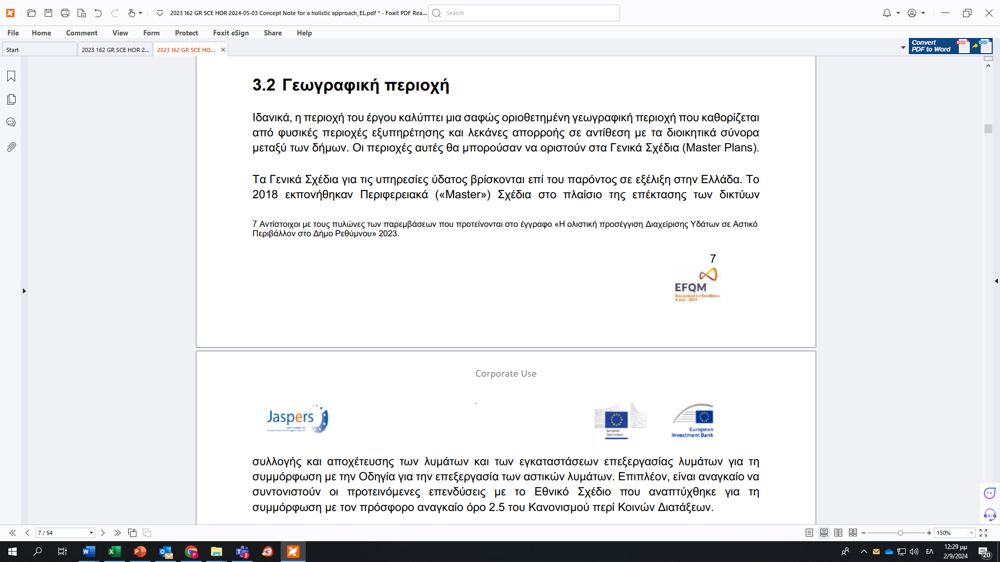 2023 162 GR SCE HOR 2024-05-03 Concept Note for a holistic approach_EL.pdf * - Foxit PDF Rea...
Search
File Home Comment View Form Protect Foxit eSign Share Help
Start
2023 162 GR SCE HOR 2...
2023 162 GR SCE HO...
Convert
PDF to Word
3.2 Γεωγραφική περιοχή
Ιδανικά, η περιοχή του έργου καλύπτει μια σαφώς οριοθετημένη γεωγραφική περιοχή που καθορίζεται
από φυσικές περιοχές εξυπηρέτησης και λεκάνες απορροής σε αντίθεση με τα διοικητικά σύνορα
μεταξύ των δήμων. Οι περιοχές αυτές θα μπορούσαν να οριστούν στα Γενικά Σχέδια (Master Plans).
Τα Γενικά Σχέδια για τις υπηρεσίες ύδατος βρίσκονται επί του παρόντος σε εξέλιξη στην Ελλάδα. Το
2018 εκπονήθηκαν Περιφερειακά («Master») Σχέδια στο πλαίσιο της επέκτασης των δικτύων
7 Αντίστοιχοι με τους πυλώνες των παρεμβάσεων που προτείνονται στο έγγραφο «Η ολιστική προσέγγιση Διαχείρισης Υδάτων σε Αστικό
Περιβάλλον στο Δήμο Ρεθύμνου» 2023.
7
EFQM
Recognised for Excellence
4 Star - 2019
Corporate Use
Jaspers
European
Commission
European
Investment Bank
συλλογής και αποχέτευσης των λυμάτων και των εγκαταστάσεων επεξεργασίας λυμάτων για τη
συμμόρφωση με την Οδηγία για την επεξεργασία των αστικών λυμάτων. Επιπλέον, είναι αναγκαίο να
συντονιστούν οι προτεινόμενες επενδύσεις με το Εθνικό Σχέδιο που αναπτύχθηκε για τη
συμμόρφωση με τον πρόσφορο αναγκαίο όρο 2.5 του Κανονισμού περί Κοινών Διατάξεων.
7 / 54
150%
ΕΛ
12:29 μμ
2/9/2024
20